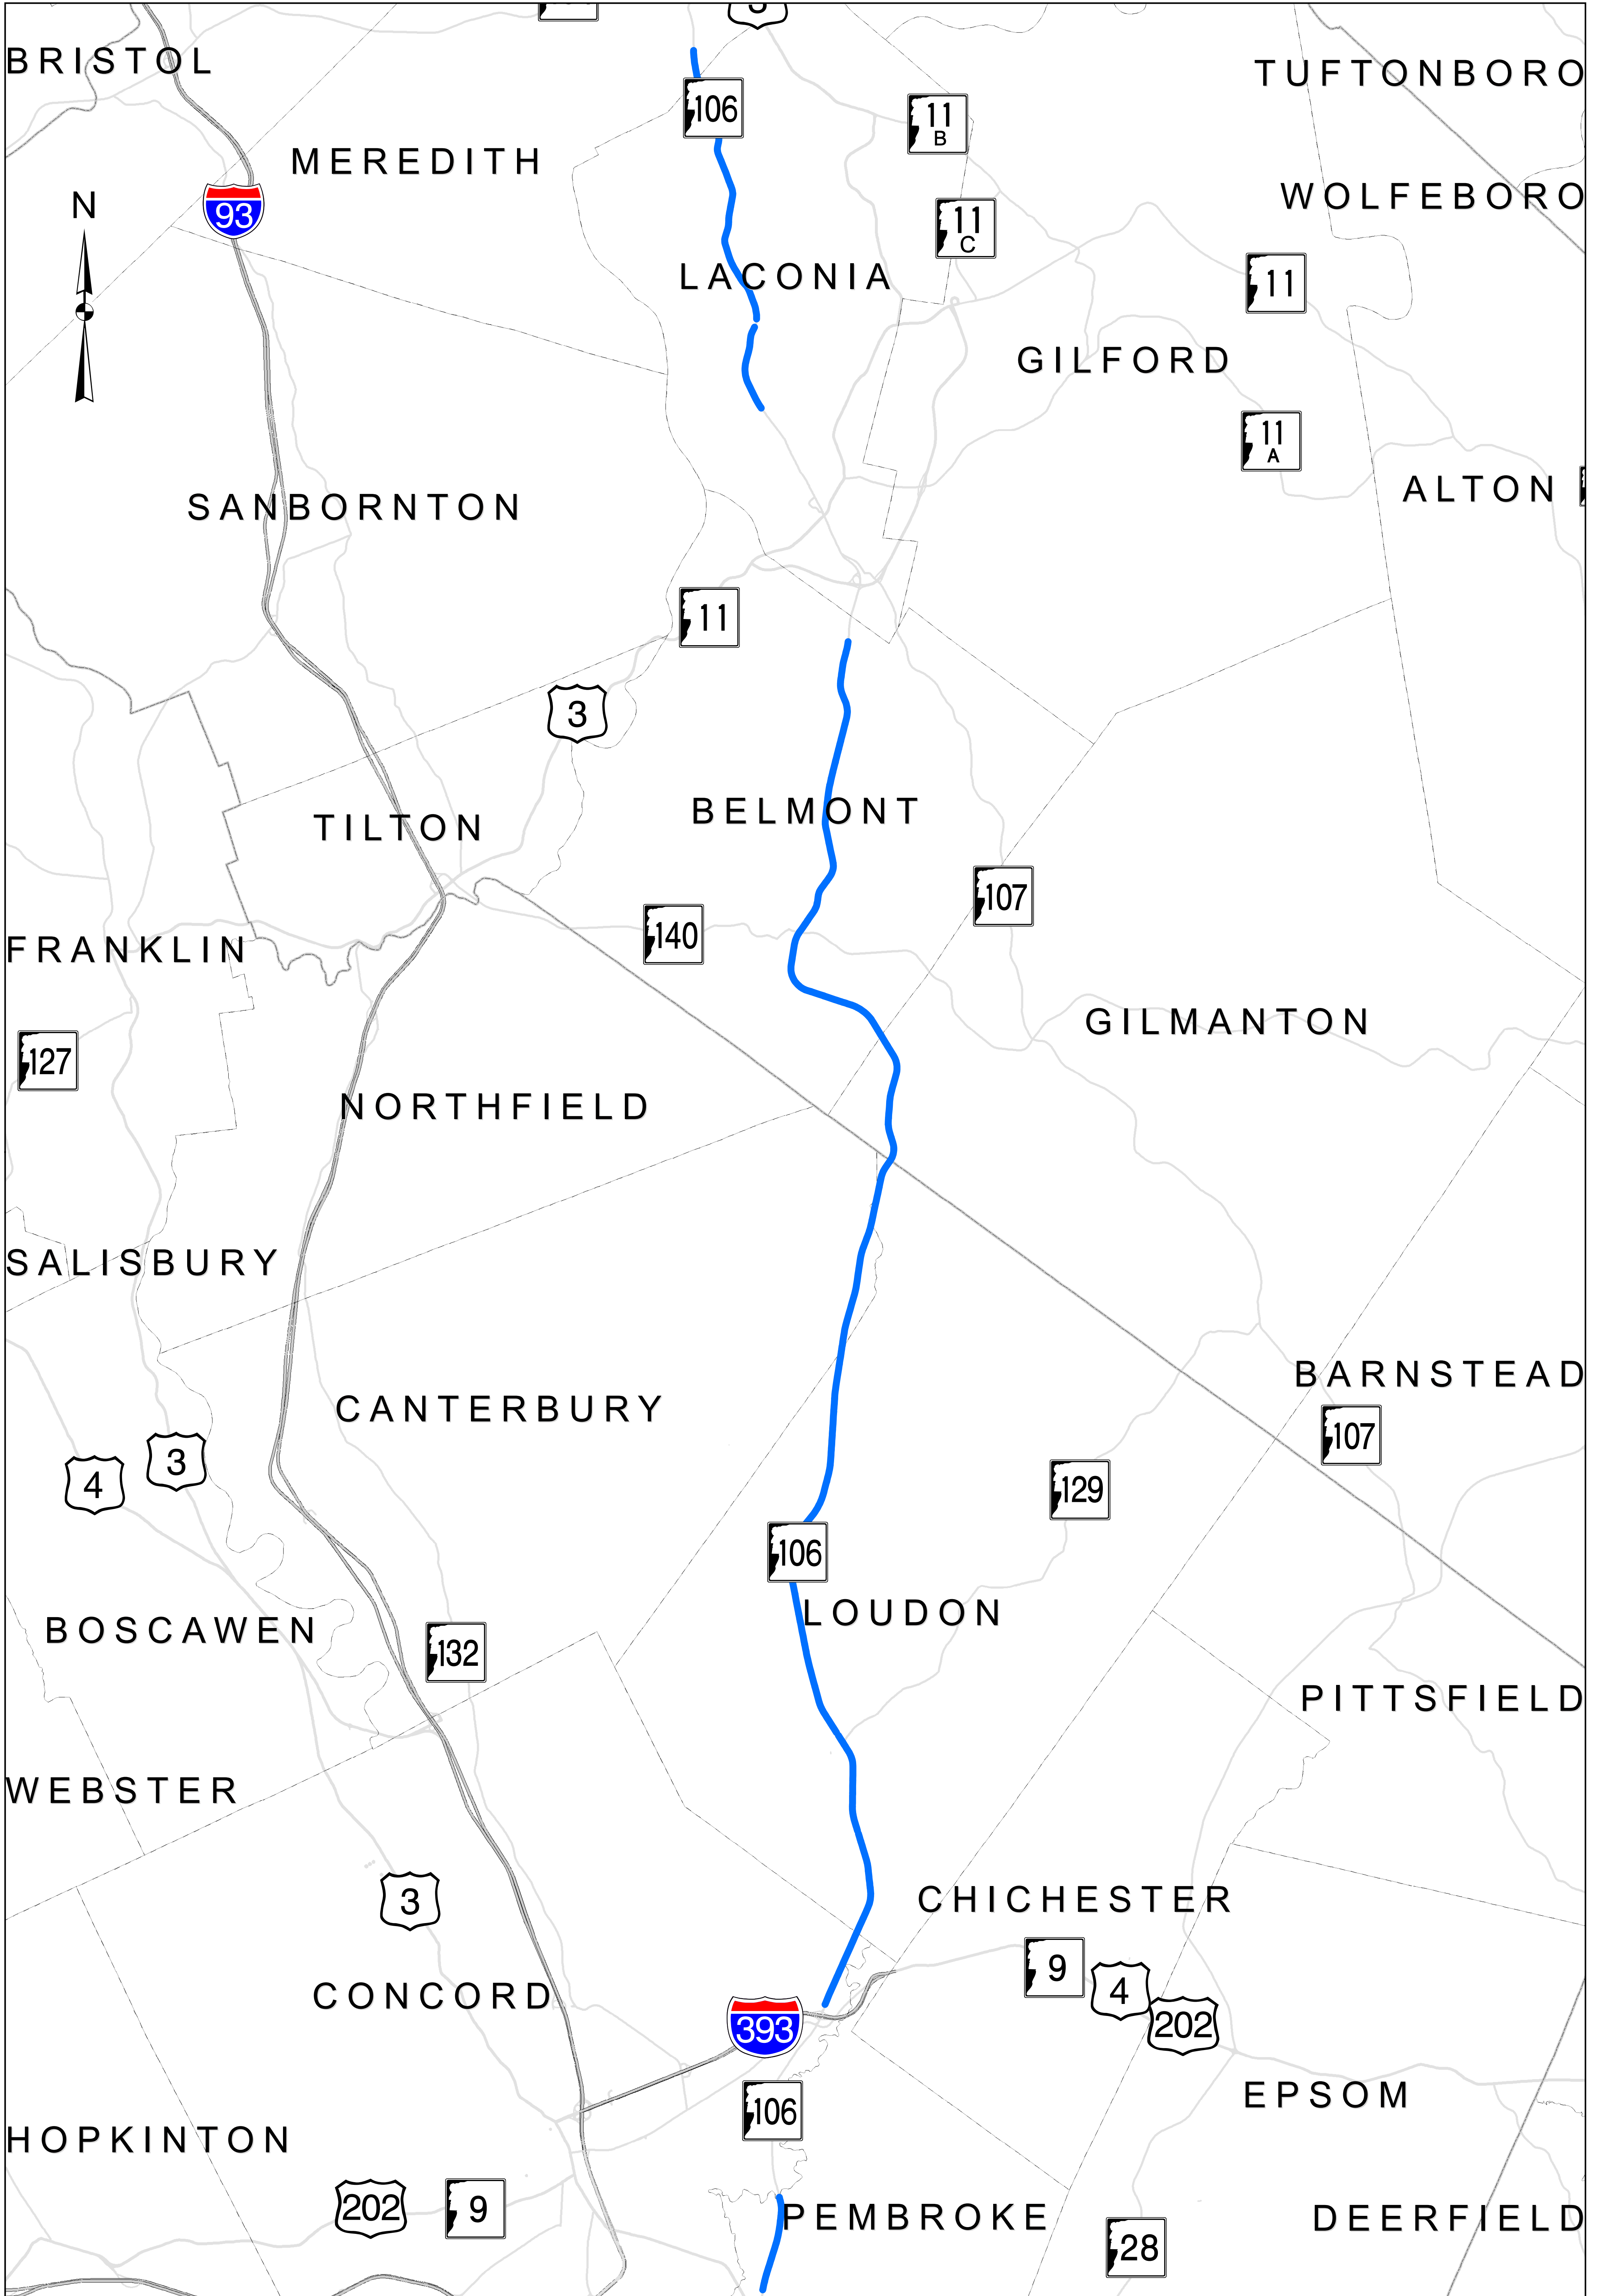 3
BRISTOL
TUFTONBORO
106
11
B
MEREDITH
WOLFEBORO
N
93
11
C
LACONIA
11
GILFORD
11
A
ALTON
SANBORNTON
11
3
BELMONT
TILTON
107
140
FRANKLIN
GILMANTON
127
NORTHFIELD
SALISBURY
BARNSTEAD
CANTERBURY
107
3
4
129
106
LOUDON
BOSCAWEN
132
PITTSFIELD
WEBSTER
CHICHESTER
3
9
4
CONCORD
393
202
EPSOM
106
HOPKINTON
202
9
PEMBROKE
DEERFIELD
28